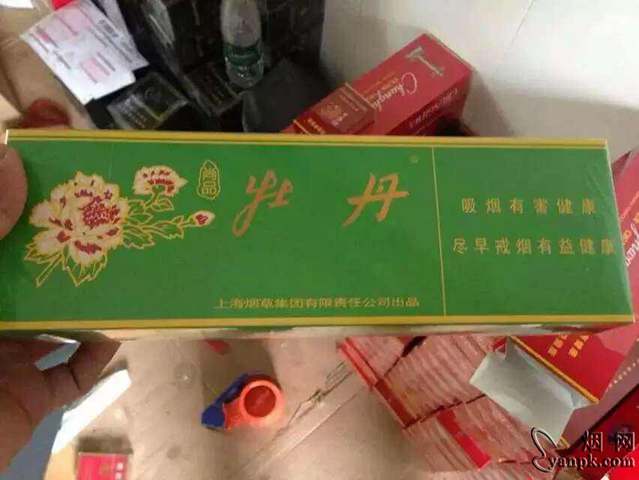 尚品
牡丹®
吸烟有害健康
尽早戒烟有益健康
上海烟草集团有限责任公司出品
烟网
yanpk.com